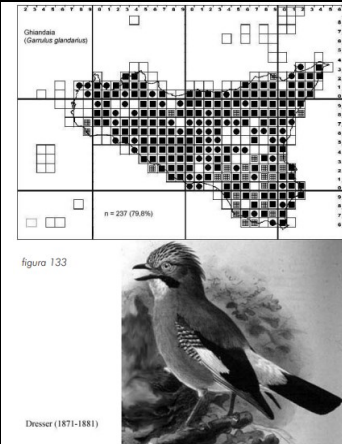 Ghiandaia
(Garrulus glandarius)
n = 237 (79,8%)
figura 133
Dresser (1871-1881)